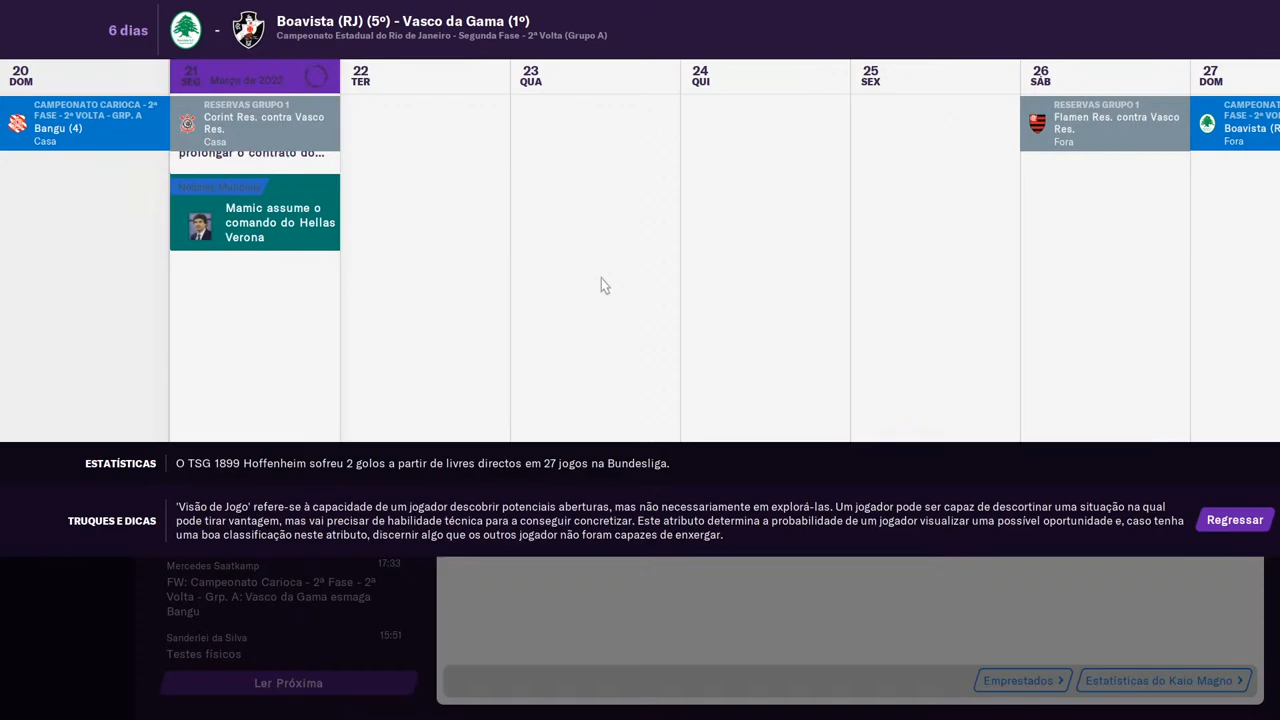 6 dias
-
Boavista (RJ) (5º) - Vasco da Gama (1º)
Campeonato Estadual do Rio de Janeiro - Segunda Fase - 2ª Volta (Grupo A)
20
DOM
21
SEG
Março de 2022
22
TER
23
QUA
24
QUI
25
SEX
26
SÁB
27
DOM
CAMPEONATO CARIOCA - 2ª
FASE - 2ª VOLTA - GRP. A
Bangu (4)
Casa
RESERVAS GRUPO 1
Corint Res. contra Vasco
Res.
Casa
prolongar o contrato do...
Notícias Mundiais
Mamic assume o
comando do Hellas
Verona
RESERVAS GRUPO 1
Flamen Res. contra Vasco
Res.
Fora
CAMPEONAT
FASE - 2ª VO
Boavista (R
Fora
ESTATÍSTICAS
O TSG 1899 Hoffenheim sofreu 2 golos a partir de livres directos em 27 jogos na Bundesliga.
TRUQUES E DICAS
'Visão de Jogo' refere-se à capacidade de um jogador descobrir potenciais aberturas, mas não necessariamente em explorá-las. Um jogador pode ser capaz de descortinar uma situação na qual
pode tirar vantagem, mas vai precisar de habilidade técnica para a conseguir concretizar. Este atributo determina a probabilidade de um jogador visualizar uma possível oportunidade e, caso tenha
uma boa classificação neste atributo, discernir algo que os outros jogador não foram capazes de enxergar.
Regressar
Mercedes Saatkamp
17:33
FW: Campeonato Carioca - 2ª Fase - 2ª
Volta - Grp. A: Vasco da Gama esmaga
Bangu
Sanderlei da Silva
15:51
Testes físicos
Ler Próxima
Emprestados >
Estatísticas do Kaio Magno >